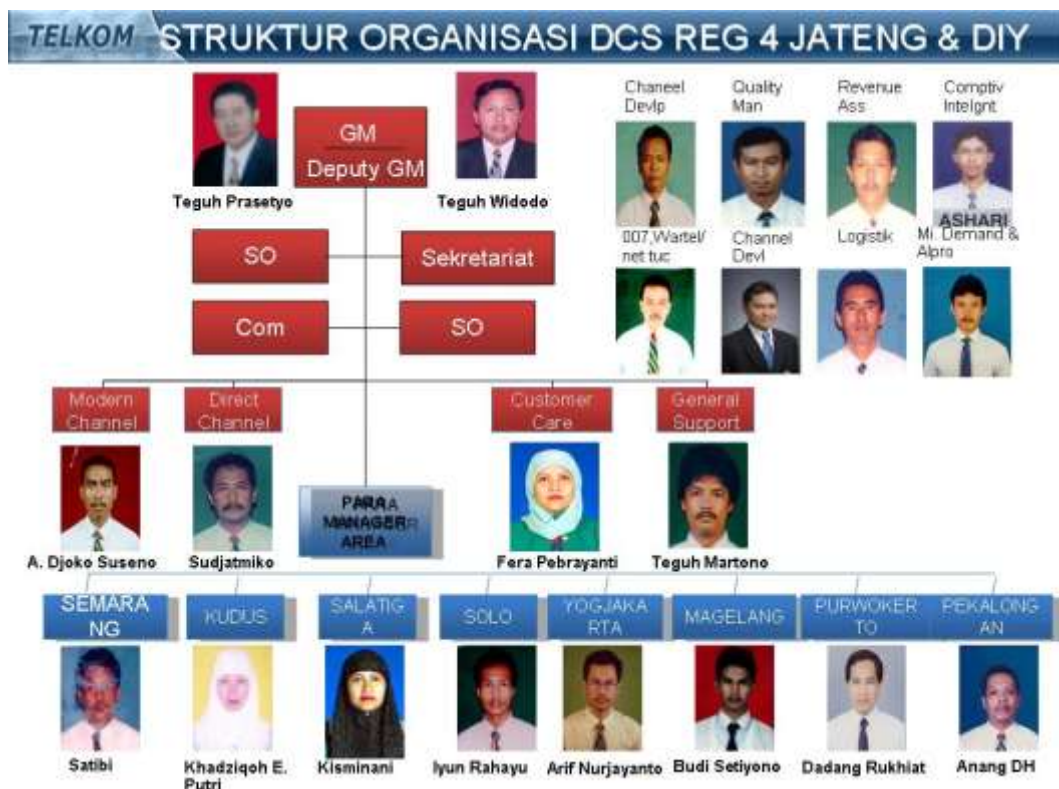 TELKOM STRUKTUR ORGANISASI DCS REG 4 JATENG & DIY
GM
Deputy GM
Teguh Prasetyo
Teguh Widodo
Chaneel
Devlp
Quality
Man
Revenue
Ass
Comptiv
Intelgnt
ASHARI
007,Wartel/
net tuc
Channel
Devl
Logistik
Mi. Demand &
Alpro
SO
Sekretariat
Com
SO
Modern
Channel
Direct
Channel
Customer
Care
General
Support
A. Djoko Suseno
Sudjatmiko
PARA
MANAGER
AREA
Fera Pebrayanti
Teguh Martono
SEMARA
NG
KUDUS
SALATIG
A
SOLO
YOGJAKA
RTA
MAGELANG
PURWOKER
TO
PEKALONG
AN
Satibi
Khadziqoh E.
Putri
Kisminani
Iyun Rahayu
Arif Nurjayanto
Budi Setiyono
Dadang Rukhiat
Anang DH